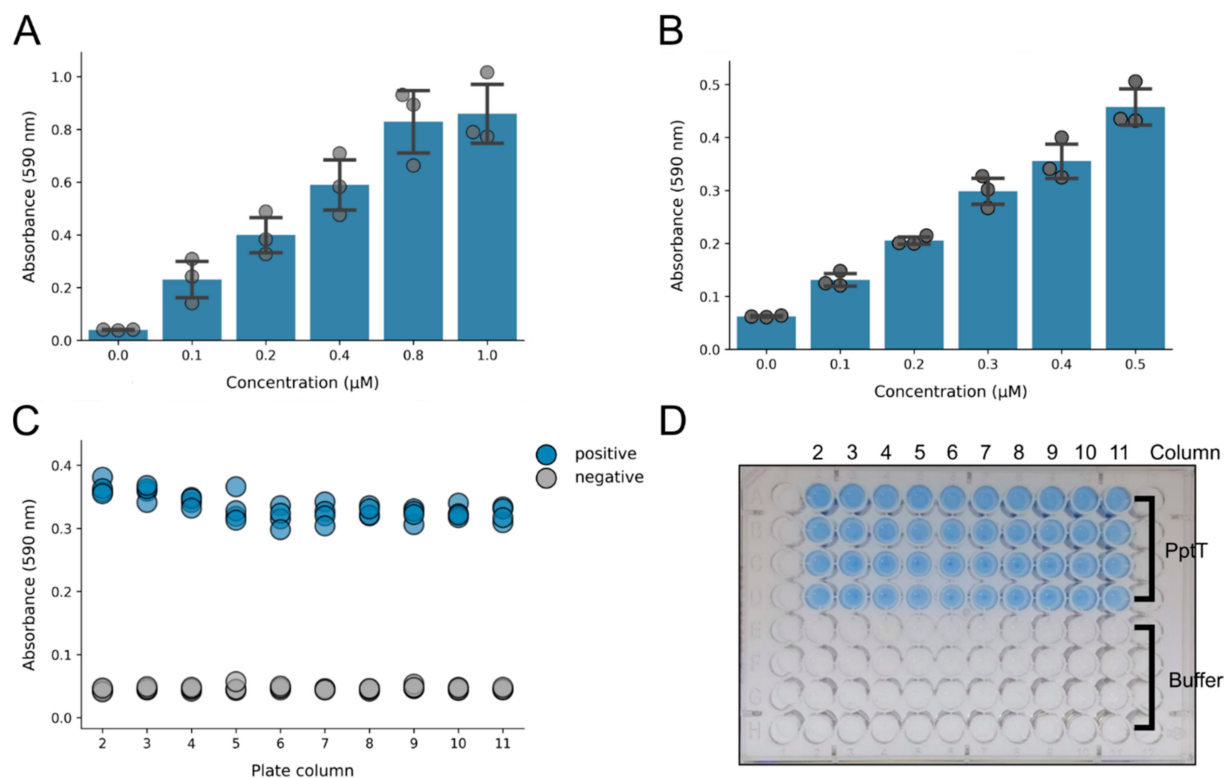 A
Absorbance (590 nm)
1.0
0.8
0.6
0.4
0.2
0.0
0.0 0.1 0.2 0.4 0.8 1.0
Concentration (μM)
B
Absorbance (590 nm)
0.5
0.4
0.3
0.2
0.1
0.0
0.0 0.1 0.2 0.3 0.4 0.5
Concentration (μM)
C
Absorbance (590 nm)
0.4
0.3
0.2
0.1
0.0
2 3 4 5 6 7 8 9 10 11
Plate column
positive
negative
D
2 3 4 5 6 7 8 9 10 11 Column
PptT
Buffer